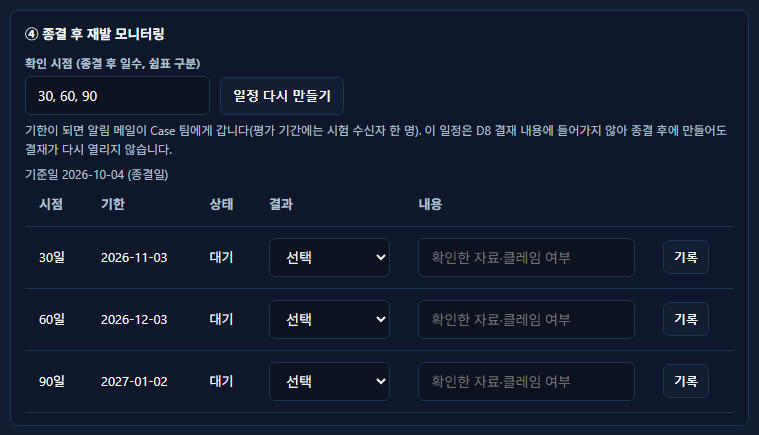 ④ 종결 후 재발 모니터링
확인 시점 (종결 후 일수, 쉼표 구분)
30, 60, 90 일정 다시 만들기
기한이 되면 알림 메일이 Case 팀에게 갑니다(평가 기간에는 시험 수신자 한 명). 이 일정은 D8 결재 내용에 들어가지 않아 종결 후에 만들어도
결재가 다시 열리지 않습니다.
기준일 2026-10-04 (종결일)
시점 기한 상태 결과 내용
30일 2026-11-03 대기 선택 확인한 자료·클레임 여부 기록
60일 2026-12-03 대기 선택 확인한 자료·클레임 여부 기록
90일 2027-01-02 대기 선택 확인한 자료·클레임 여부 기록